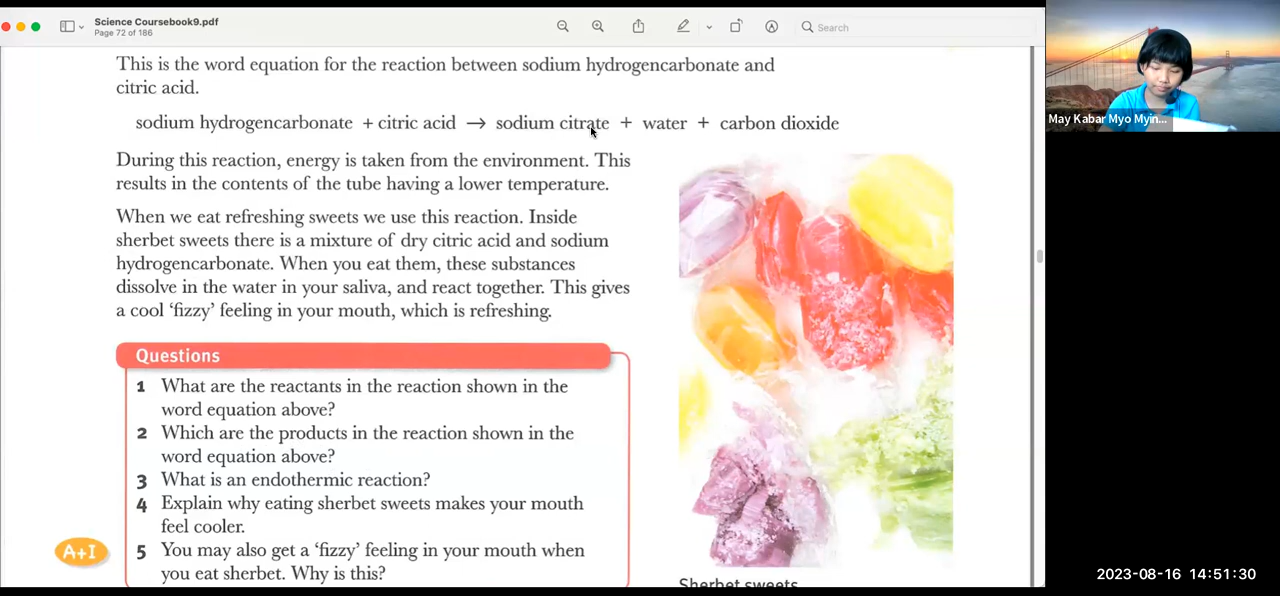 Science Coursebook9.pdf
Page 72 of 186
Search
This is the word equation for the reaction between sodium hydrogencarbonate and
citric acid.
sodium hydrogencarbonate + citric acid → sodium citrate + water + carbon dioxide
During this reaction, energy is taken from the environment. This
results in the contents of the tube having a lower temperature.
When we eat refreshing sweets we use this reaction. Inside
sherbet sweets there is a mixture of dry citric acid and sodium
hydrogencarbonate. When you eat them, these substances
dissolve in the water in your saliva, and react together. This gives
a cool ‘fizzy’ feeling in your mouth, which is refreshing.
Questions
1 What are the reactants in the reaction shown in the
word equation above?
2 Which are the products in the reaction shown in the
word equation above?
3 What is an endothermic reaction?
4 Explain why eating sherbet sweets makes your mouth
feel cooler.
A+I
5 You may also get a ‘fizzy’ feeling in your mouth when
you eat sherbet. Why is this?
Sherbet sweets
May Kabar Myo Myin...
2023-08-16 14:51:30